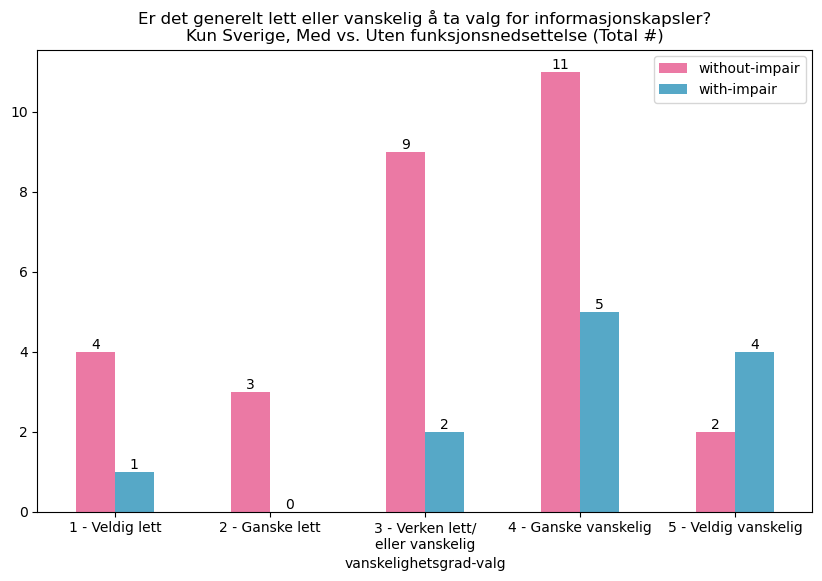 Er det generelt lett eller vanskelig å ta valg for informasjonskapsler?
Kun Sverige, Med vs. Uten funksjonsnedsettelse (Total #)
without-impair
with-impair
10
8
6
4
2
0
4
1
3
0
9
2
11
5
2
4
1 - Veldig lett
2 - Ganske lett
3 - Verken lett/
eller vanskelig
4 - Ganske vanskelig
5 - Veldig vanskelig
vanskelighetsgrad-valg